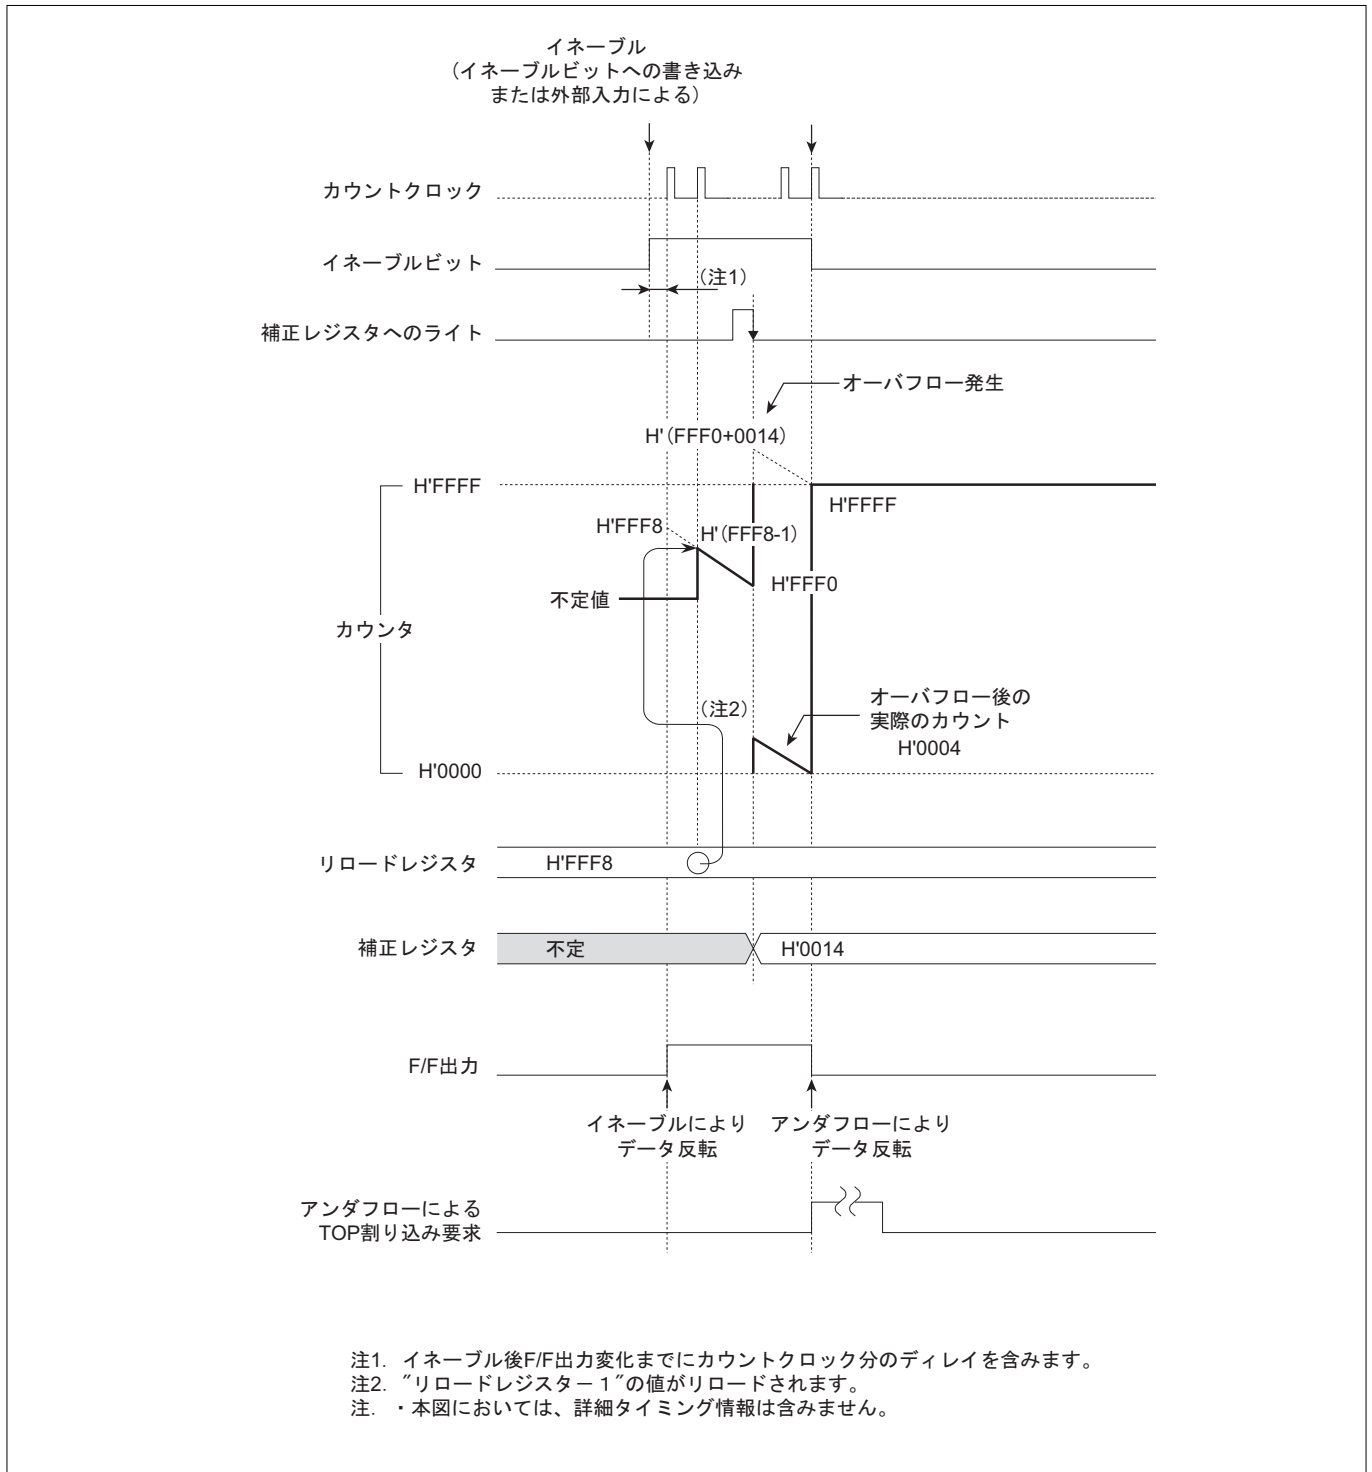 イネーブル
（イネーブルビットへの書き込み
または外部入力による）
カウントクロック
イネーブルビット
（注1）
補正レジスタへのライト
オーバフロー発生
H'（FFF0+0014）
H'FFFF
H'FFFF
H'FFF8
H'（FFF8-1）
H'FFF0
不定値
カウンタ
（注2）
オーバフロー後の
実際のカウント
H'0004
H'0000
リロードレジスタ
H'FFF8
補正レジスタ
不定
H'0014
F/F出力
イネーブルにより
データ反転
アンダフローにより
データ反転
アンダフローによる
TOP割り込み要求
注1. イネーブル後F/F出力変化までにカウントクロック分のディレイを含みます。
注2. ″リロードレジスタ－１″の値がリロードされます。
注. ・本図においては、詳細タイミング情報は含みません。